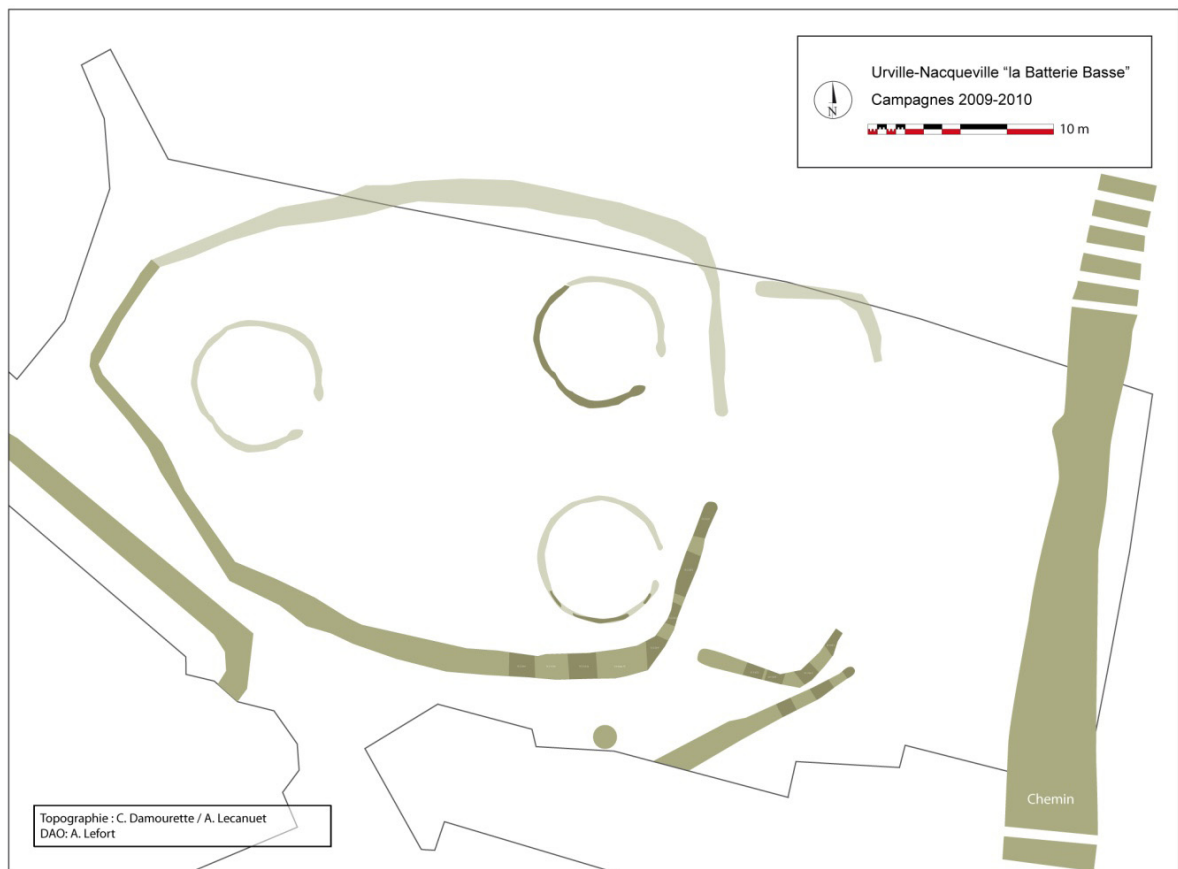 Urville-Nacqueville “la Batterie Basse”
Campagnes 2009-2010
N
10 m
Chemin
Topographie : C. Damourette / A. Lecanuet
DAO: A. Lefort